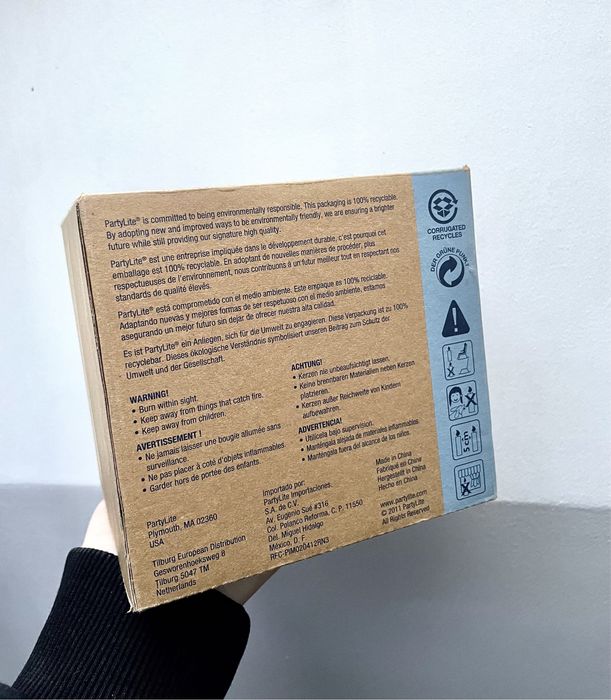 PartyLite® is committed to being environmentally responsible. This packaging is 100% recyclable.
By adopting new and improved ways to be environmentally friendly, we are ensuring a brighter
future while still providing our signature high quality.
PartyLite® est une entreprise impliquée dans le développement durable, c'est pourquoi cet
emballage est 100% recyclable. En adoptant de nouvelles manières de procéder, plus
respectueuses de l'environnement, nous contribuons à un futur meilleur tout en respectant nos
standards de qualité élevés.
PartyLite® está comprometido con el medio ambiente. Este empaque es 100% reciclable.
Adaptando nuevas y mejores formas de ser respetuoso con el medio ambiente, estamos
asegurando un mejor futuro sin dejar de ofrecer nuestra alta calidad.
Es ist PartyLite® ein Anliegen, sich für die Umwelt zu engagieren. Diese Verpackung ist zu 100%
recyclebar. Dieses ökologische Verständnis symbolisiert unseren Beitrag zum Schutz der
Umwelt und der Gesellschaft.
WARNING!
• Burn within sight.
• Keep away from things that catch fire.
• Keep away from children.
AVERTISSEMENT !
• Ne jamais laisser une bougie allumée sans
surveillance.
• Ne pas placer à coté d'objets inflammables.
• Garder hors de portée des enfants.
ACHTUNG!
• Kerzen nie unbeaufsichtigt lassen.
• Keine brennbaren Materialien neben Kerzen
platzieren.
• Kerzen außer Reichweite von Kindern
aufbewahren.
ADVERTENCIA!
• Utilícela bajo supervisión.
• Manténgala alejada de materiales inflammables.
• Manténgala fuera del alcance de los niños.
PartyLite
Plymouth, MA 02360
USA
Tilburg European Distribution
Gesworenhoeksweg 8
Tilburg 5047 TM
Netherlands
Importado por:
PartyLite Importaciones,
S.A. de C.V.
Av. Eugenio Sué #316
Col. Polanco Reforma, C. P. 11550
Del. Miguel Hidalgo
México, D. F.
RFC-PIM020412RN3
Made in China
Fabriqué en China
Hergestellt in China
Hecho en China
www.partylite.com
© 2011 PartyLite
All Rights Reserved
CORRUGATED
RECYCLES
DER GRÜNE PUNKT
5 cm